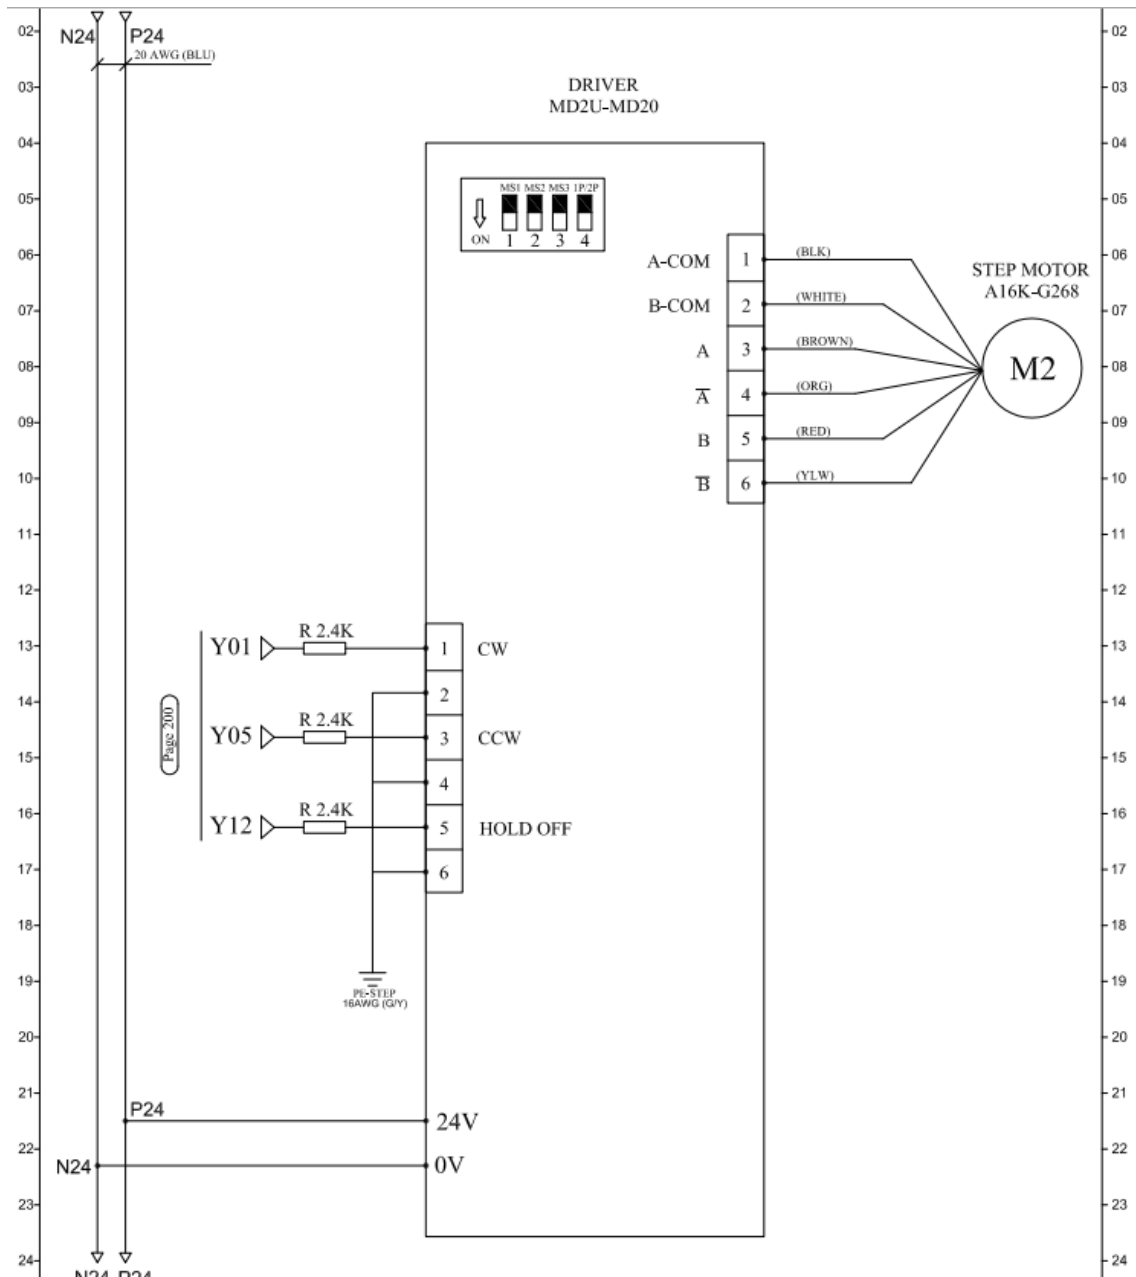 02
N24
P24
02
20 AWG (BLU)
03
DRIVER
03
MD2U-MD20
04
04
MS1 MS2 MS3 1P/2P
05
05
ON 1 2 3 4
06
A-COM
1
(BLK)
STEP MOTOR
06
A16K-G268
07
B-COM
2
(WHITE)
07
A
3
(BROWN)
08
M2
08
A̅
4
(ORG)
09
B
5
(RED)
09
10
B̅
6
(YLW)
10
11
11
12
12
R 2.4K
13
Y01
1
CW
13
14
2
14
Page 200
R 2.4K
Y05
3
CCW
15
15
4
16
R 2.4K
16
Y12
5
HOLD OFF
17
6
17
18
18
19
19
PE-STEP
16AWG (G/Y)
20
20
21
P24
21
24V
22
22
N24
0V
23
23
24
24
N24 P24